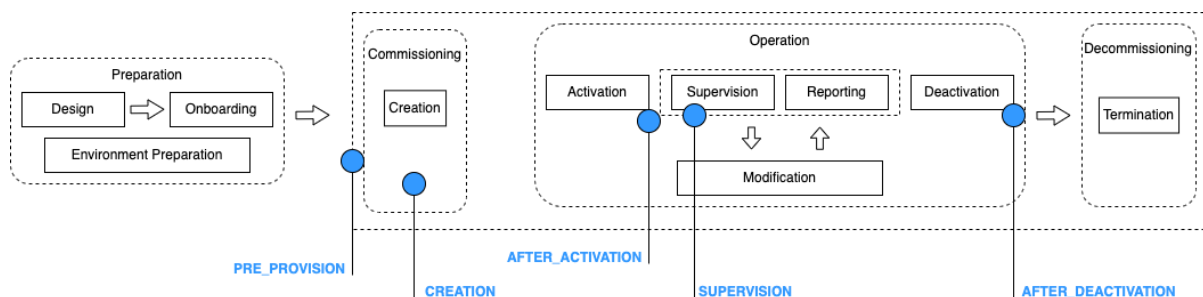 Preparation
Design
Onboarding
Environment Preparation
Commissioning
Creation
Operation
Activation
Supervision
Reporting
Deactivation
Modification
Decommissioning
Termination
PRE_PROVISION
CREATION
AFTER_ACTIVATION
SUPERVISION
AFTER_DEACTIVATION